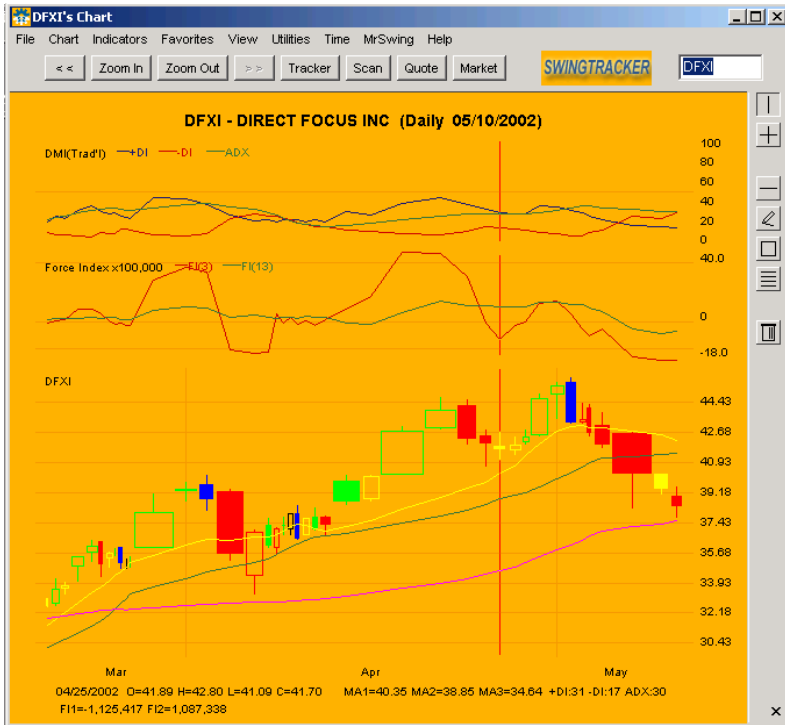 DFXI's Chart
File Chart Indicators Favorites View Utilities Time MrSwing Help
<< Zoom In Zoom Out >> Tracker Scan Quote Market SWINGTRACKER DFXI
DFXI - DIRECT FOCUS INC (Daily 05/10/2002)
DMI(Trad'l) +DI -DI ADX
100
80
60
40
20
0
Force Index x100,000 FI(3) FI(13)
40.0
0
-18.0
DFXI
44.43
42.68
40.93
39.18
37.43
35.68
33.93
32.18
30.43
Mar Apr May
04/25/2002 O=41.89 H=42.80 L=41.09 C=41.70 MA1=40.35 MA2=38.85 MA3=34.64 +DI:31 -DI:17 ADX:30
FI1=-1,125,417 FI2=1,087,338